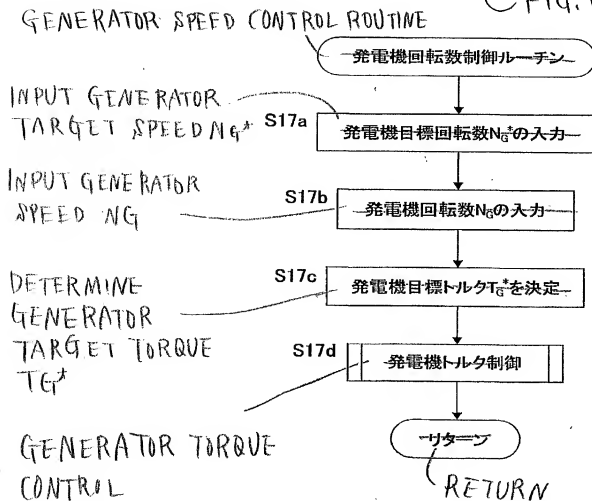 FIG.
GENERATOR SPEED CONTROL ROUTINE
発電機回転数制御ルーチン
INPUT GENERATOR
TARGET SPEED NG*
S17a
発電機目標回転数NG*の入力
INPUT GENERATOR
SPEED NG
S17b
発電機回転数NGの入力
DETERMINE
GENERATOR
TARGET TORQUE
TG*
S17c
発電機目標トルクTG*を決定
S17d
発電機トルク制御
GENERATOR TORQUE
CONTROL
リターン
RETURN